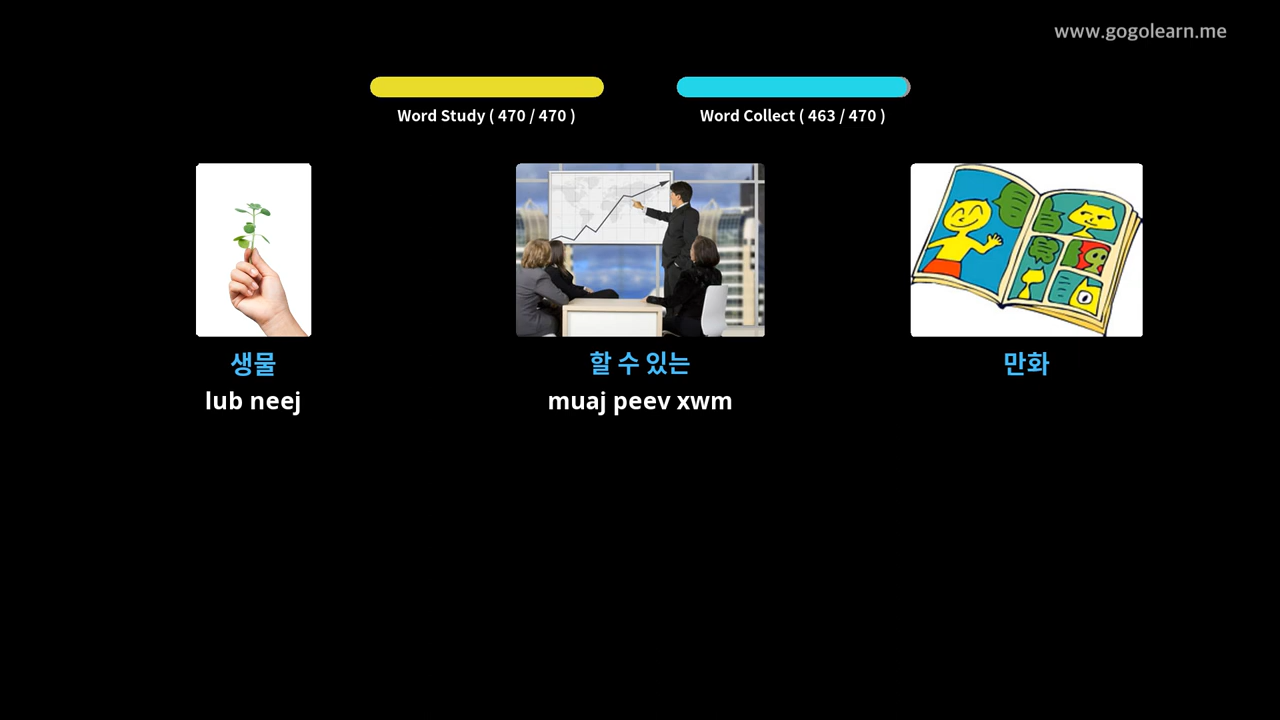 www.gogolearn.me
Word Study ( 470 / 470 )
Word Collect ( 463 / 470 )
생물
할 수 있는
만화
lub neej
muaj peev xwm